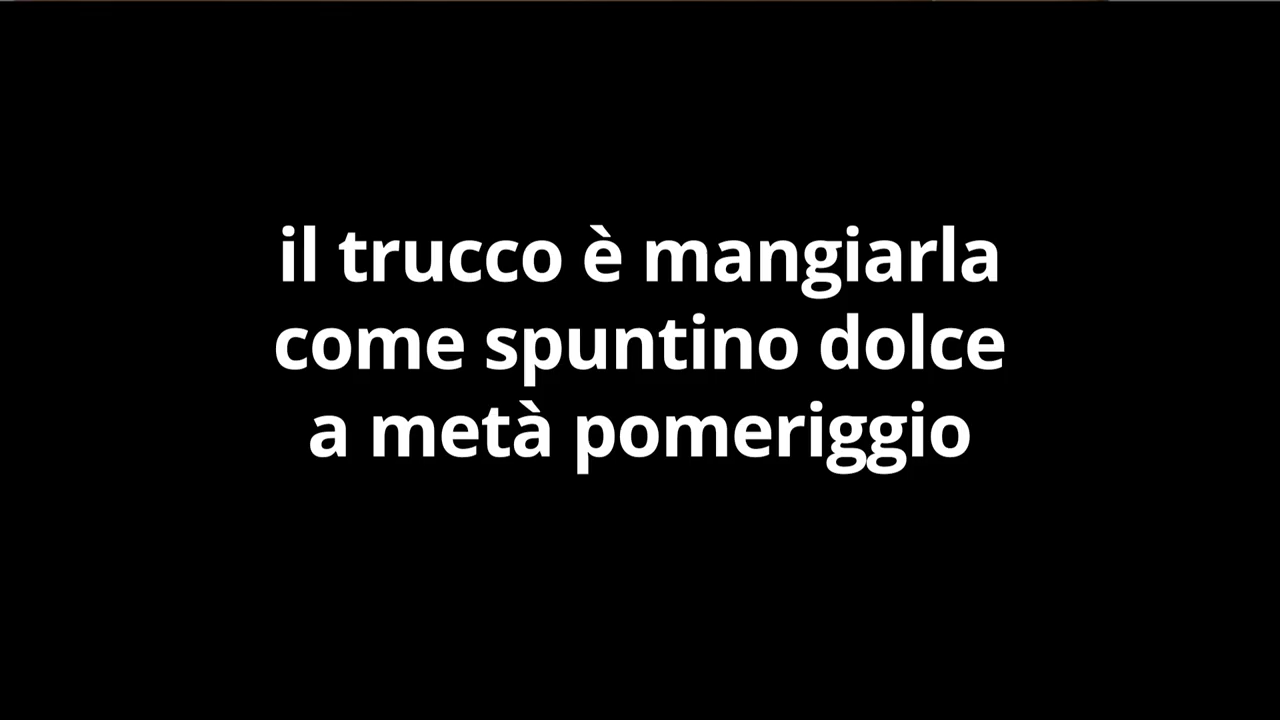 il trucco è mangiarla
come spuntino dolce
a metà pomeriggio